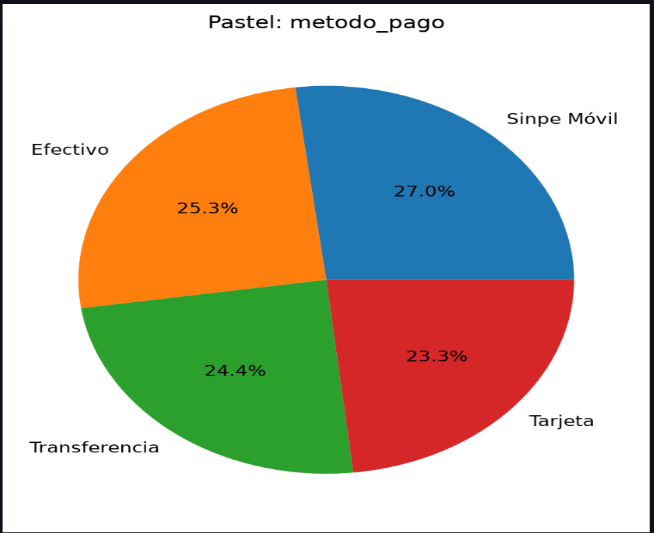 Pastel: metodo_pago
Sinpe Móvil
Efectivo
27.0%
25.3%
23.3%
24.4%
Tarjeta
Transferencia